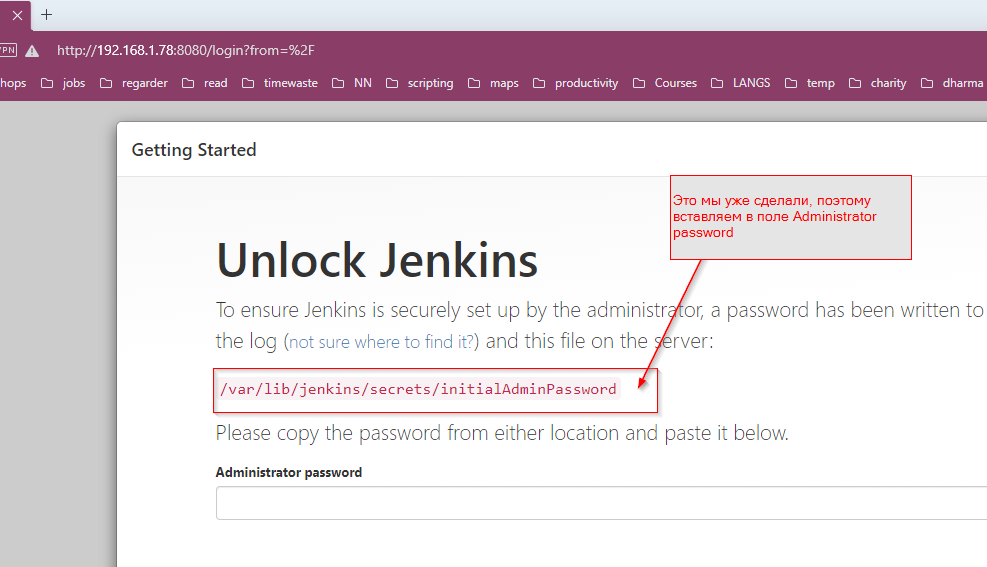 VPN
http://192.168.1.78:8080/login?from=%2F
hops jobs regarder read timewaste NN scripting maps productivity Courses LANGS temp charity dharma
Getting Started
Это мы уже сделали, поэтому
вставляем в поле Administrator
password
Unlock Jenkins
To ensure Jenkins is securely set up by the administrator, a password has been written to
the log (not sure where to find it?) and this file on the server:
/var/lib/jenkins/secrets/initialAdminPassword
Please copy the password from either location and paste it below.
Administrator password